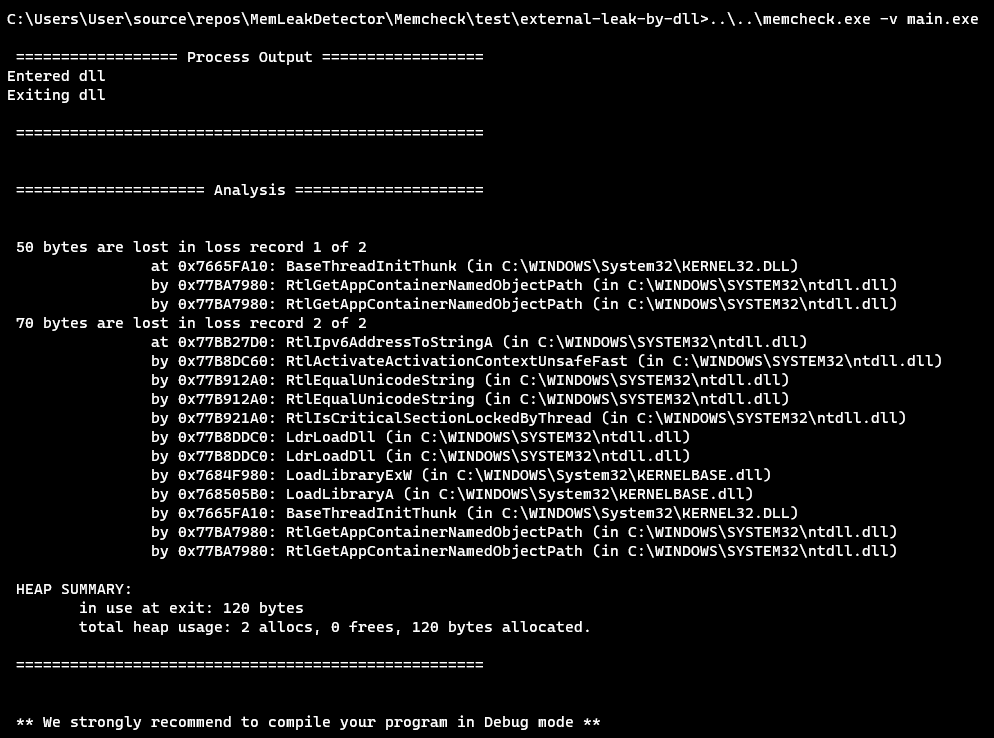 C:\Users\User\source\repos\MemLeakDetector\Memcheck\test\external-leak-by-dll>..\..\memcheck.exe -v main.exe
================== Process Output ==================
Entered dll
Exiting dll
====================================================
===================== Analysis =====================
50 bytes are lost in loss record 1 of 2
at 0x7665FA10: BaseThreadInitThunk (in C:\WINDOWS\System32\KERNEL32.DLL)
by 0x77BA7980: RtlGetAppContainerNamedObjectPath (in C:\WINDOWS\SYSTEM32\ntdll.dll)
by 0x77BA7980: RtlGetAppContainerNamedObjectPath (in C:\WINDOWS\SYSTEM32\ntdll.dll)
70 bytes are lost in loss record 2 of 2
at 0x77BB27D0: RtlIpv6AddressToStringA (in C:\WINDOWS\SYSTEM32\ntdll.dll)
by 0x77B8DC60: RtlActivateActivationContextUnsafeFast (in C:\WINDOWS\SYSTEM32\ntdll.dll)
by 0x77B912A0: RtlEqualUnicodeString (in C:\WINDOWS\SYSTEM32\ntdll.dll)
by 0x77B912A0: RtlEqualUnicodeString (in C:\WINDOWS\SYSTEM32\ntdll.dll)
by 0x77B921A0: RtlIsCriticalSectionLockedByThread (in C:\WINDOWS\SYSTEM32\ntdll.dll)
by 0x77B8DDC0: LdrLoadDll (in C:\WINDOWS\SYSTEM32\ntdll.dll)
by 0x77B8DDC0: LdrLoadDll (in C:\WINDOWS\SYSTEM32\ntdll.dll)
by 0x7684F980: LoadLibraryExW (in C:\WINDOWS\System32\KERNELBASE.dll)
by 0x768505B0: LoadLibraryA (in C:\WINDOWS\System32\KERNELBASE.dll)
by 0x7665FA10: BaseThreadInitThunk (in C:\WINDOWS\System32\KERNEL32.DLL)
by 0x77BA7980: RtlGetAppContainerNamedObjectPath (in C:\WINDOWS\SYSTEM32\ntdll.dll)
by 0x77BA7980: RtlGetAppContainerNamedObjectPath (in C:\WINDOWS\SYSTEM32\ntdll.dll)
HEAP SUMMARY:
in use at exit: 120 bytes
total heap usage: 2 allocs, 0 frees, 120 bytes allocated.
====================================================
** We strongly recommend to compile your program in Debug mode **